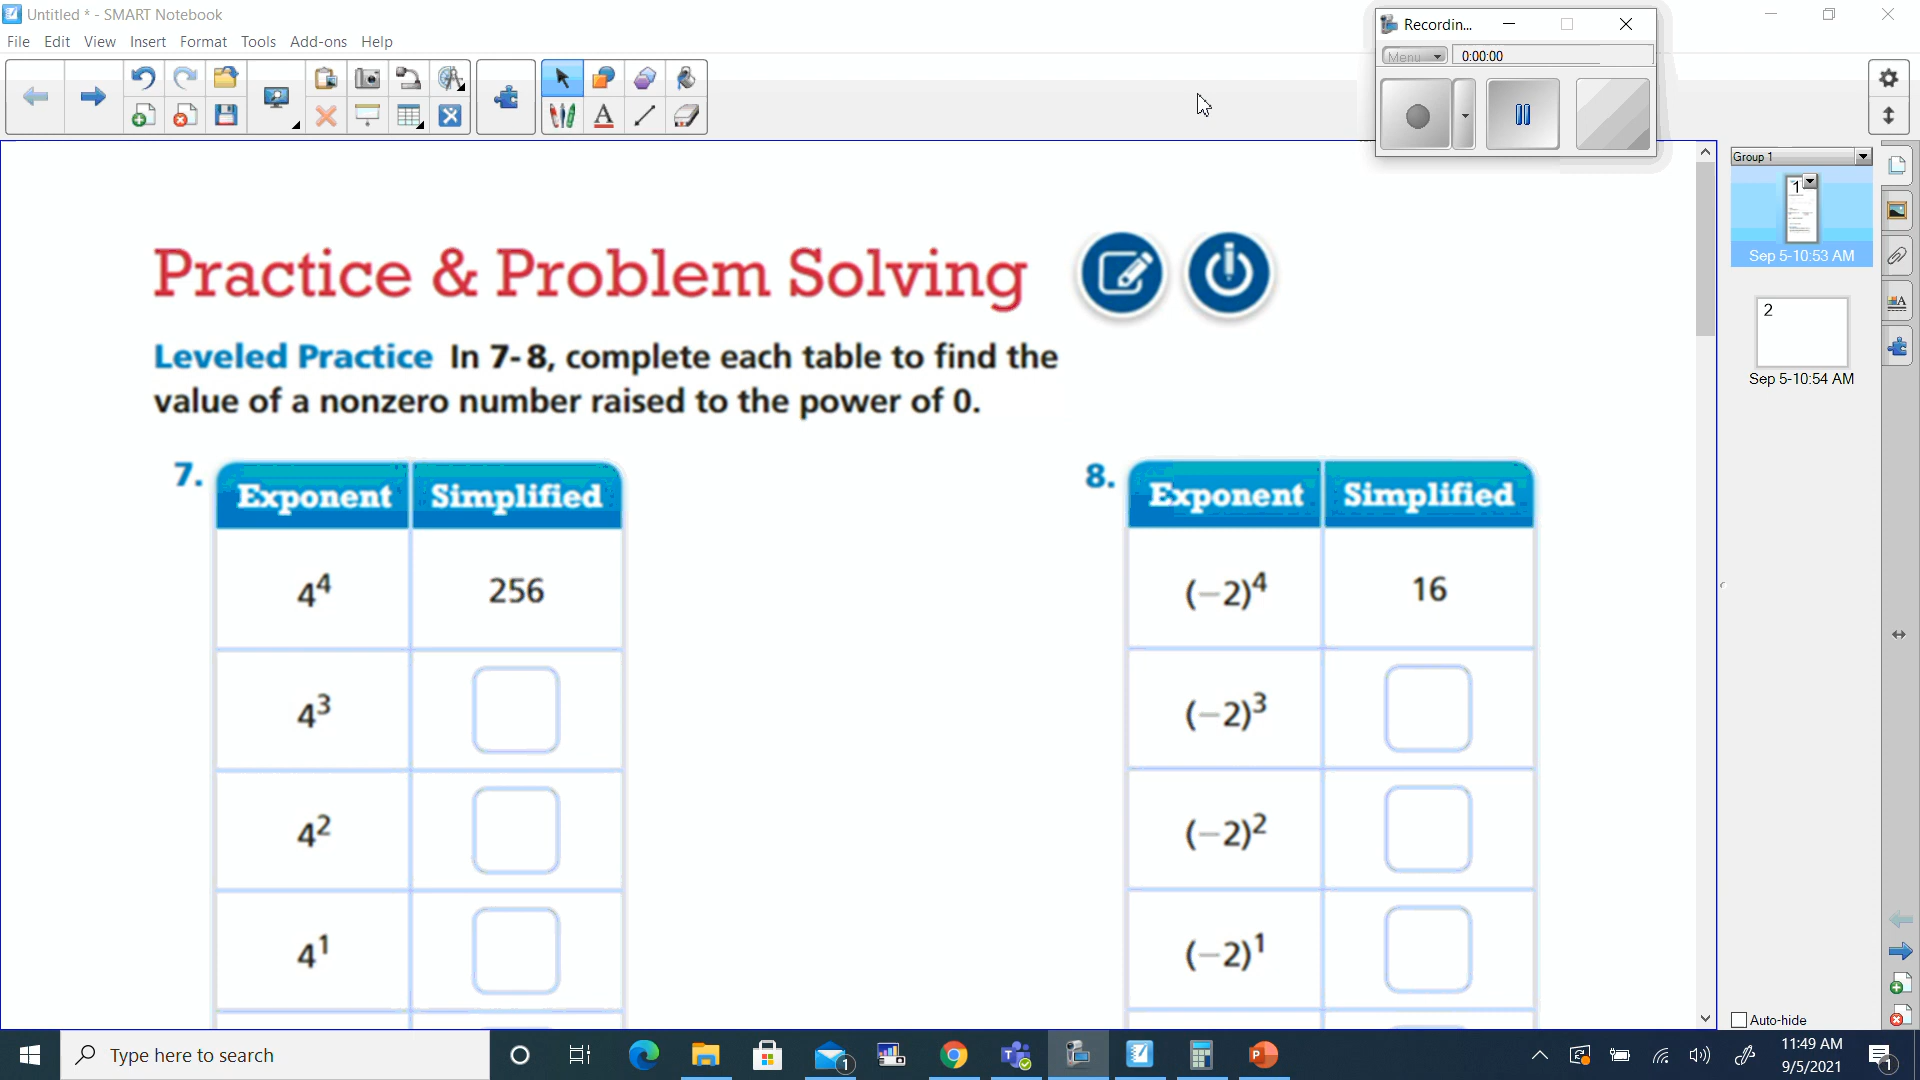 Untitled * - SMART Notebook
File Edit View Insert Format Tools Add-ons Help
Recordin...
Menu
0:00:00
Group 1
1
Sep 5-10:53 AM
2
Sep 5-10:54 AM
Practice & Problem Solving
Leveled Practice In 7-8, complete each table to find the
value of a nonzero number raised to the power of 0.
7.
Exponent Simplified
4⁴ 256
4³
4²
4¹
8.
Exponent Simplified
(−2)⁴ 16
(−2)³
(−2)²
(−2)¹
Auto-hide
Type here to search
1
11:49 AM
9/5/2021
1